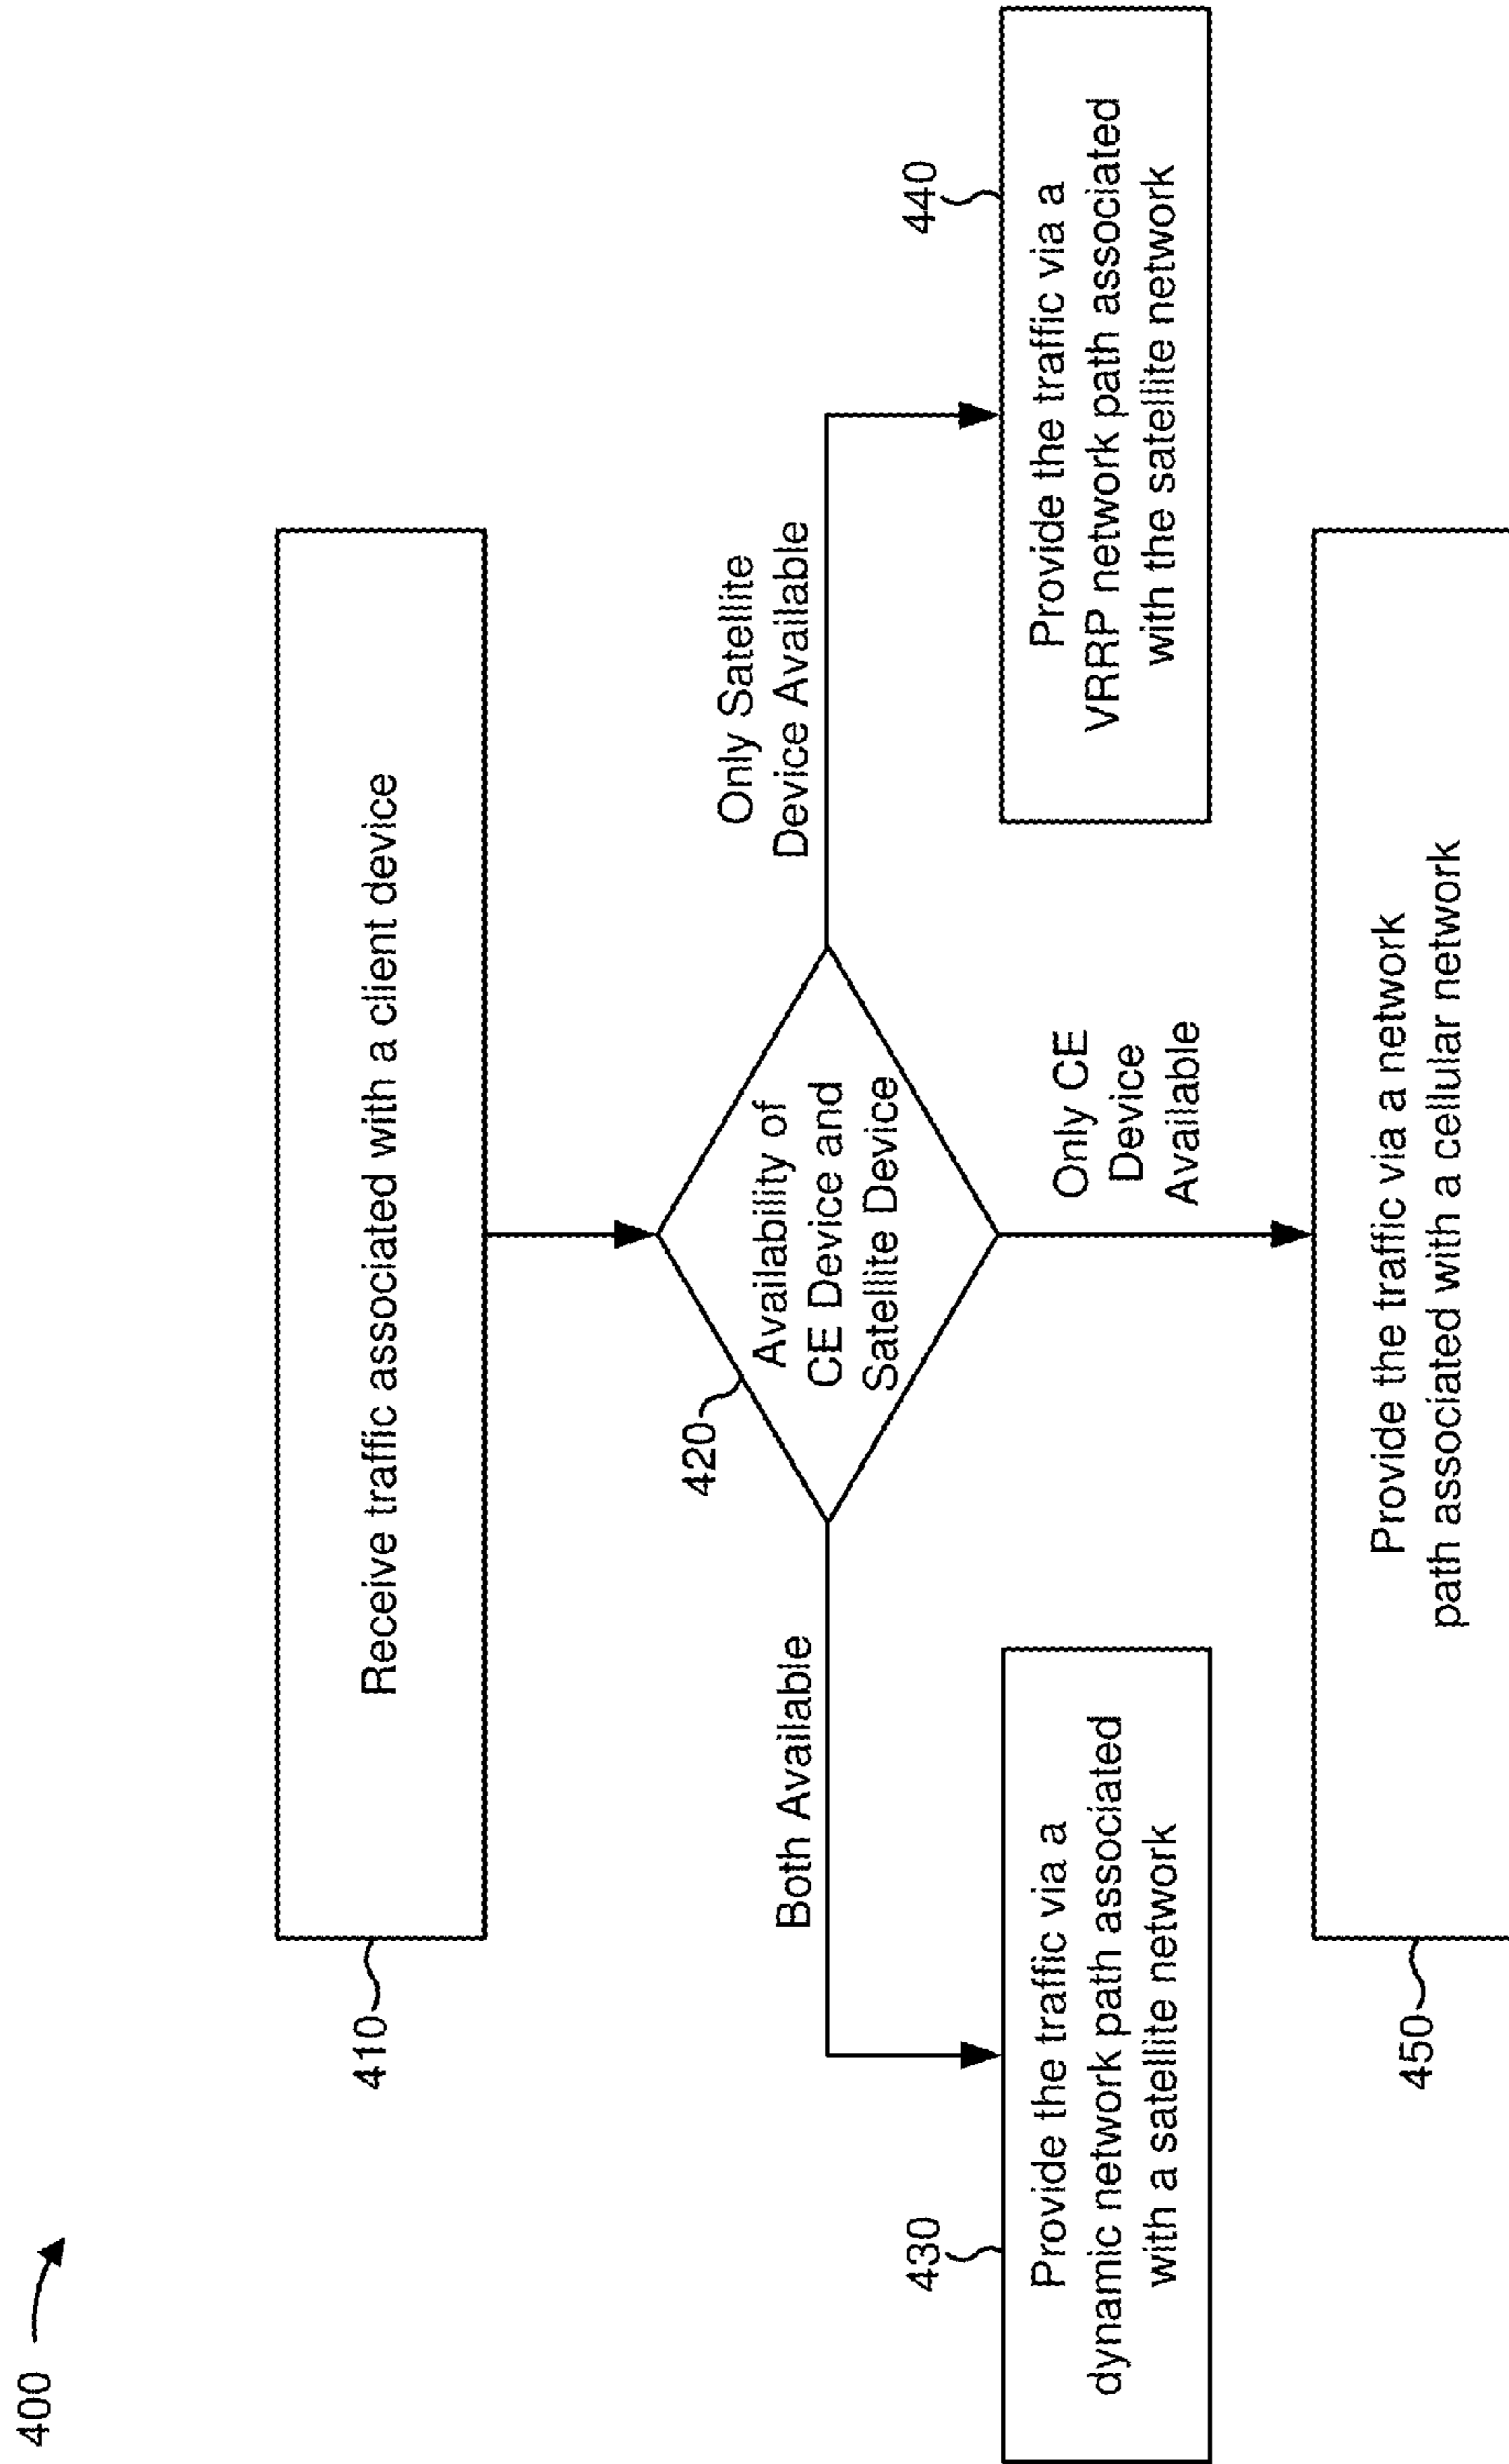 400
410
Receive traffic associated with a client device
420
Availability of
CE Device and
Satellite Device
Both Available
Only Satellite
Device Available
Only CE
Device
Available
430
Provide the traffic via a
dynamic network path associated
with a satellite network
440
Provide the traffic via a
VRRP network path associated
with the satellite network
450
Provide the traffic via a network
path associated with a cellular network